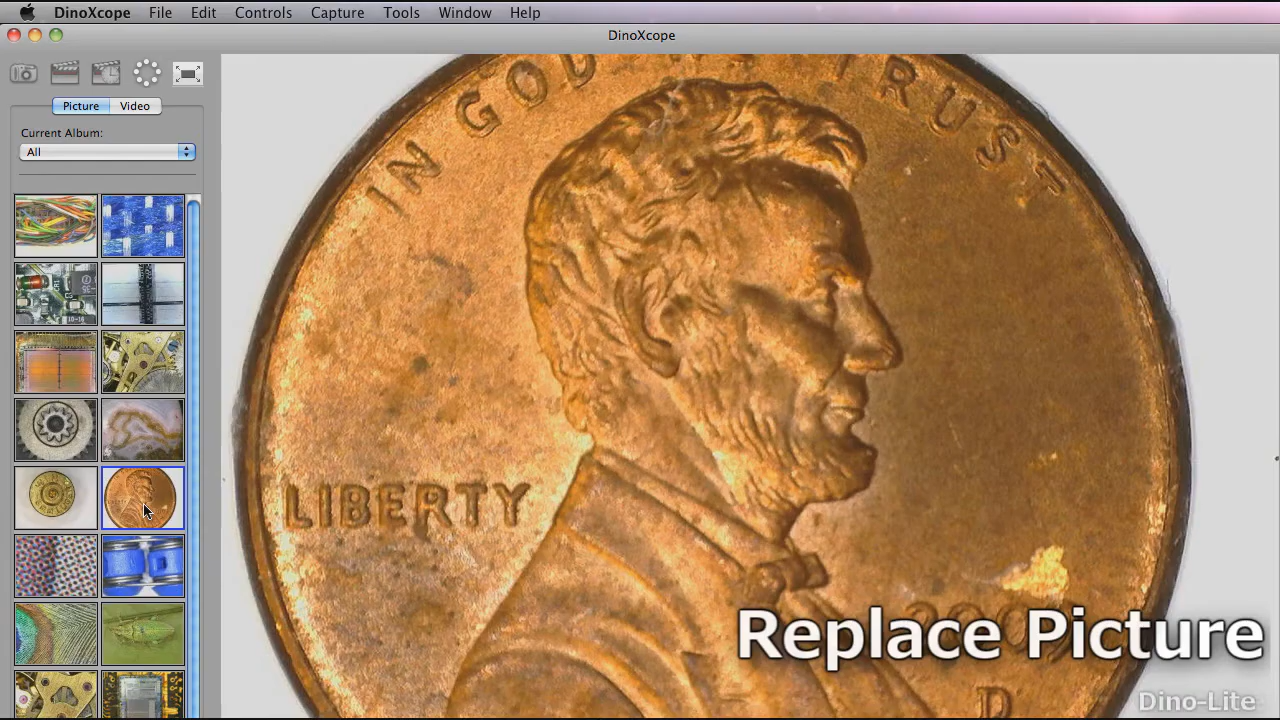 DinoXcope File Edit Controls Capture Tools Window Help
DinoXcope
Picture Video
Current Album:
All
IN GOD WE TRUST
LIBERTY
D
Replace Picture
Dino-Lite